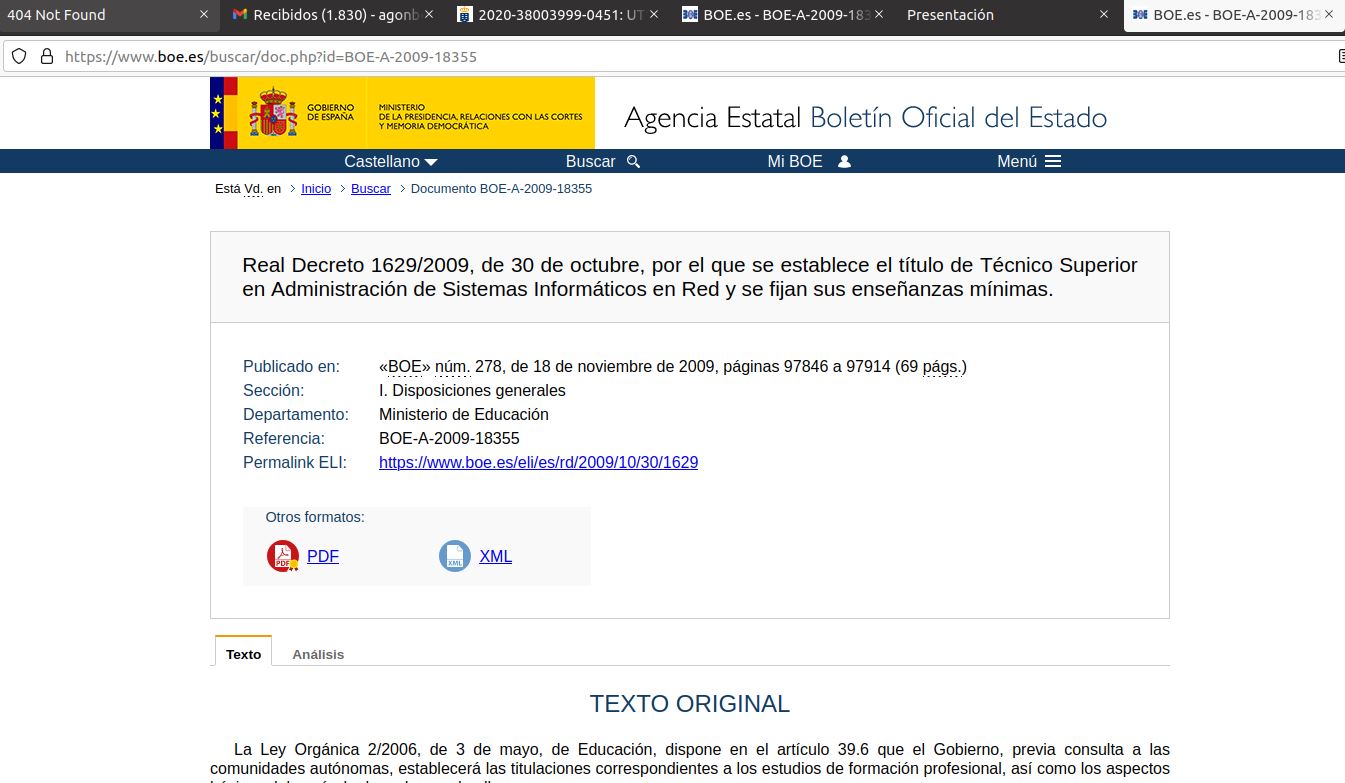 404 Not Found
Recibidos (1.830) - agonb
2020-38003999-0451: UT
BOE.es - BOE-A-2009-183
Presentación
BOE.es - BOE-A-2009-183
https://www.boe.es/buscar/doc.php?id=BOE-A-2009-18355
GOBIERNO
DE ESPAÑA
MINISTERIO
DE LA PRESIDENCIA, RELACIONES CON LAS CORTES
Y MEMORIA DEMOCRÁTICA
Agencia Estatal Boletín Oficial del Estado
Castellano
Buscar
Mi BOE
Menú
Está Vd. en > Inicio > Buscar > Documento BOE-A-2009-18355
Real Decreto 1629/2009, de 30 de octubre, por el que se establece el título de Técnico Superior
en Administración de Sistemas Informáticos en Red y se fijan sus enseñanzas mínimas.
Publicado en: «BOE» núm. 278, de 18 de noviembre de 2009, páginas 97846 a 97914 (69 págs.)
Sección: I. Disposiciones generales
Departamento: Ministerio de Educación
Referencia: BOE-A-2009-18355
Permalink ELI: https://www.boe.es/eli/es/rd/2009/10/30/1629
Otros formatos:
PDF
XML
Texto
Análisis
TEXTO ORIGINAL
La Ley Orgánica 2/2006, de 3 de mayo, de Educación, dispone en el artículo 39.6 que el Gobierno, previa consulta a las
comunidades autónomas, establecerá las titulaciones correspondientes a los estudios de formación profesional, así como los aspectos